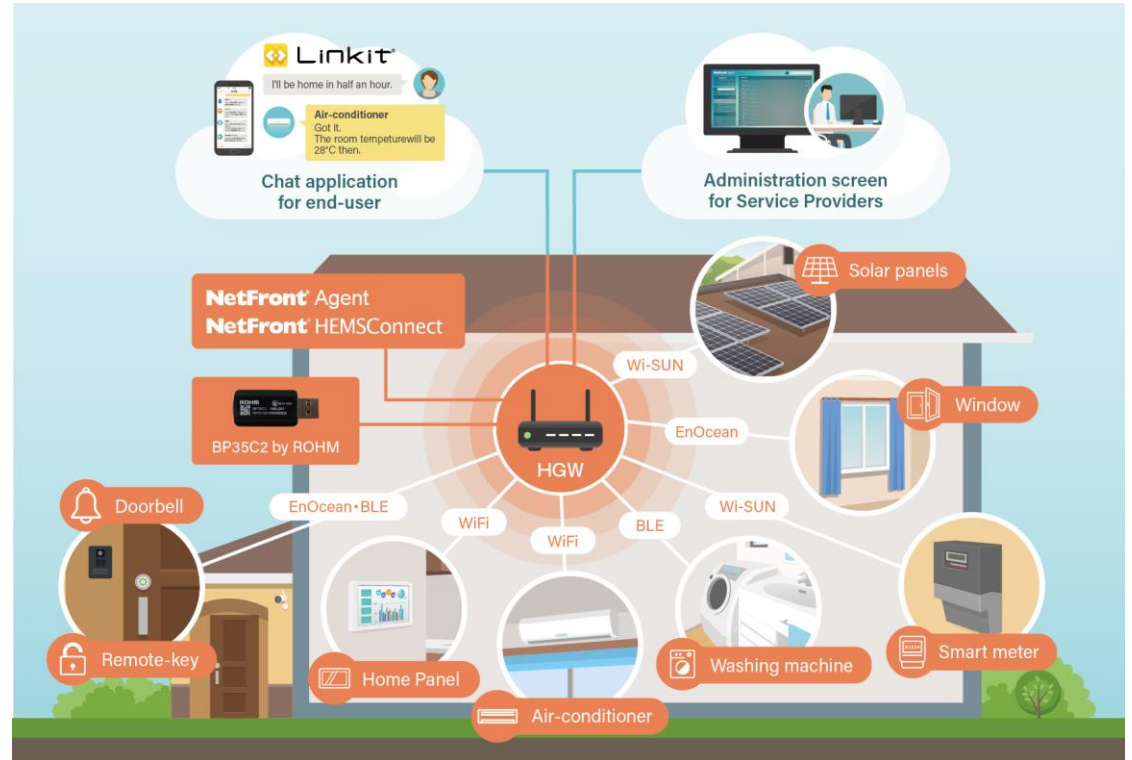 Linkit®
I'll be home in half an hour.
Air-conditioner
Got it.
The room tempeturewill be
28°C then.
Chat application
for end-user
Administration screen
for Service Providers
NetFront® Agent
NetFront® HEMSConnect
ROHM
BP35C2 by ROHM
HGW
Wi-SUN
Solar panels
EnOcean
Window
Wi-SUN
Smart meter
BLE
Washing machine
WiFi
Air-conditioner
WiFi
Home Panel
EnOcean・BLE
Doorbell
Remote-key